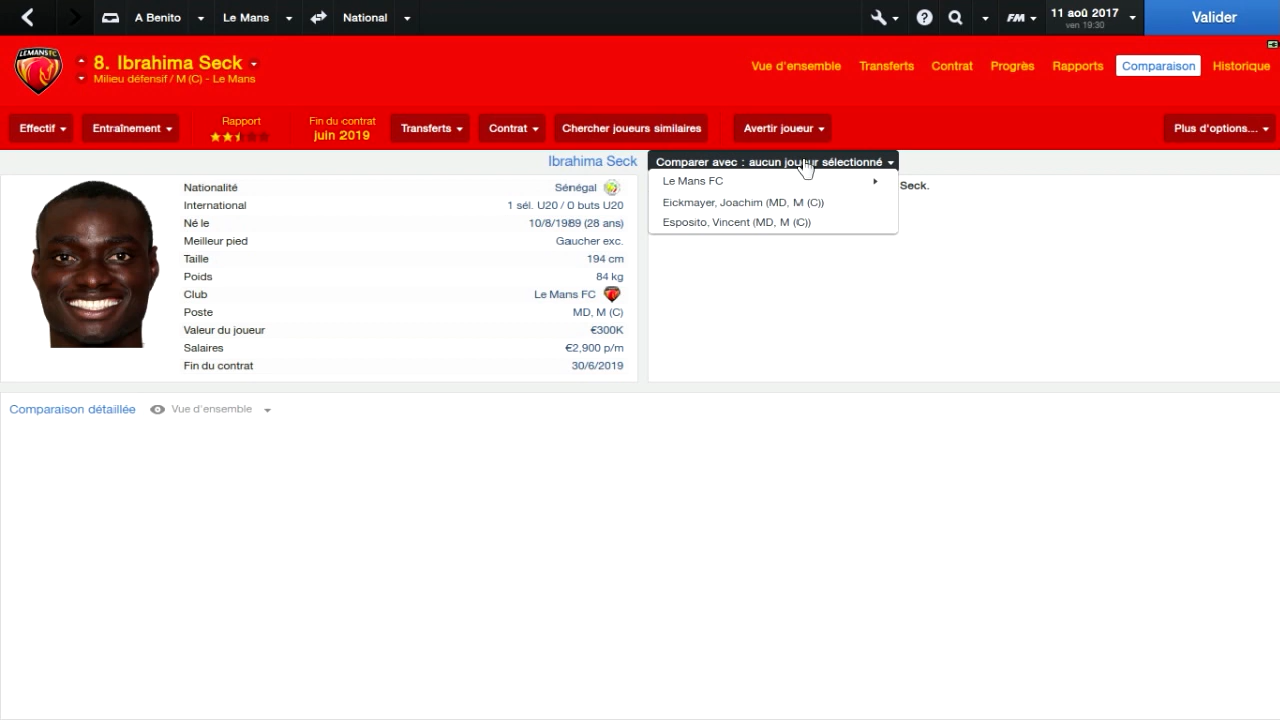 A Benito
Le Mans
National
FM
11 aoû 2017
ven 19:30
Valider
LEMANSFC
8. Ibrahima Seck
Milieu défensif / M (C) - Le Mans
Vue d'ensemble
Transferts
Contrat
Progrès
Rapports
Comparaison
Historique
Effectif
Entraînement
Rapport
Fin du contrat
juin 2019
Transferts
Contrat
Chercher joueurs similaires
Avertir joueur
Plus d'options...
Ibrahima Seck
Comparer avec : aucun joueur sélectionné
Le Mans FC
Eickmayer, Joachim (MD, M (C))
Esposito, Vincent (MD, M (C))
Seck.
Nationalité Sénégal
International 1 sél. U20 / 0 buts U20
Né le 10/8/1989 (28 ans)
Meilleur pied Gaucher exc.
Taille 194 cm
Poids 84 kg
Club Le Mans FC
Poste MD, M (C)
Valeur du joueur €300K
Salaires €2,900 p/m
Fin du contrat 30/6/2019
Comparaison détaillée
Vue d'ensemble